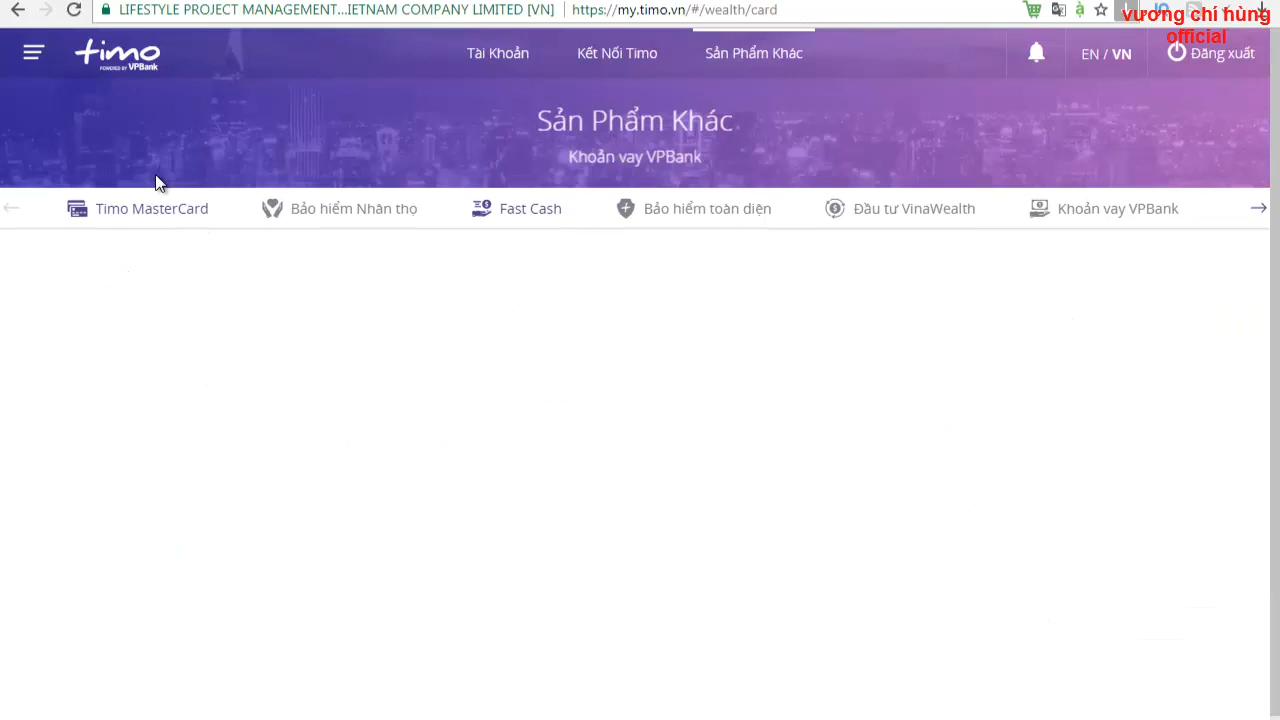 LIFESTYLE PROJECT MANAGEMENT...IETNAM COMPANY LIMITED [VN] https://my.timo.vn/#/wealth/card
vương chí hùng
official
timo
POWERED BY VPBank
Tài Khoản Kết Nối Timo Sản Phẩm Khác EN / VN Đăng xuất
Sản Phẩm Khác
Khoản vay VPBank
Timo MasterCard Bảo hiểm Nhân thọ Fast Cash Bảo hiểm toàn diện Đầu tư VinaWealth Khoản vay VPBank